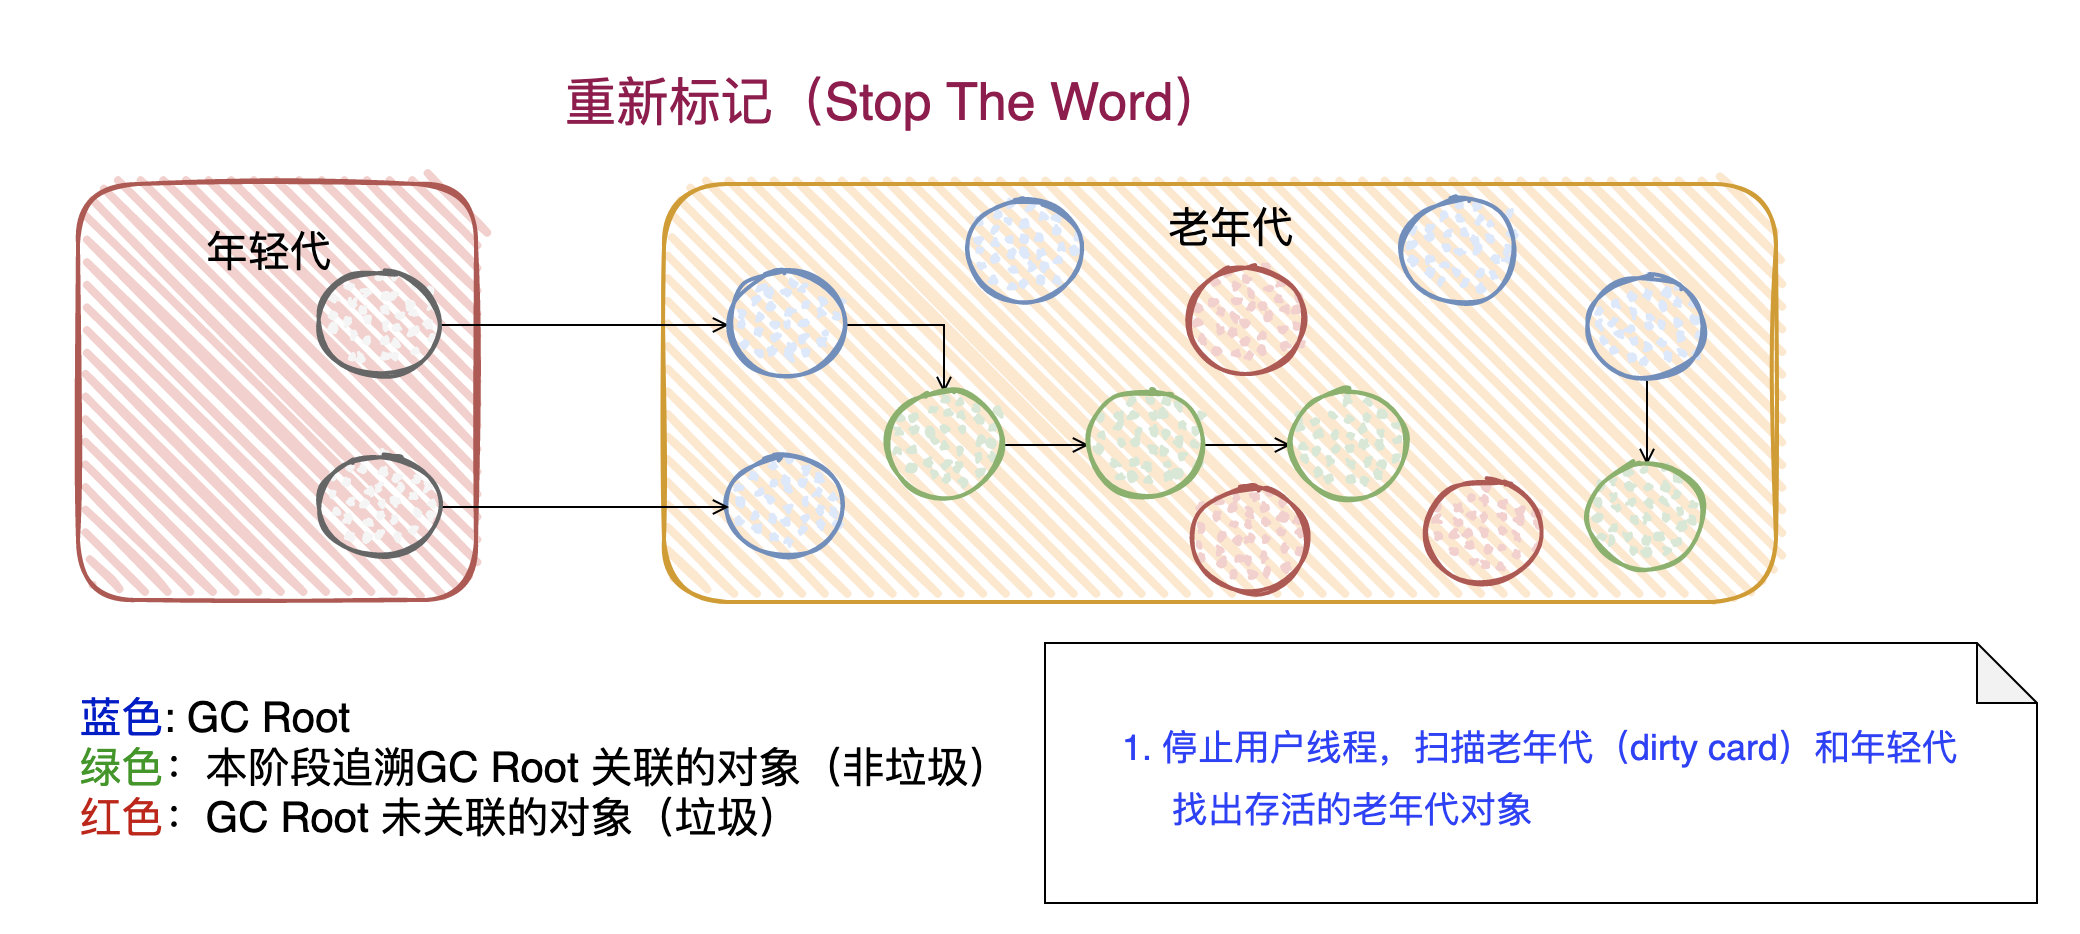 重新标记（Stop The Word）
年轻代
老年代
蓝色: GC Root
绿色：本阶段追溯GC Root 关联的对象（非垃圾）
红色：GC Root 未关联的对象（垃圾）
1. 停止用户线程，扫描老年代（dirty card）和年轻代
找出存活的老年代对象